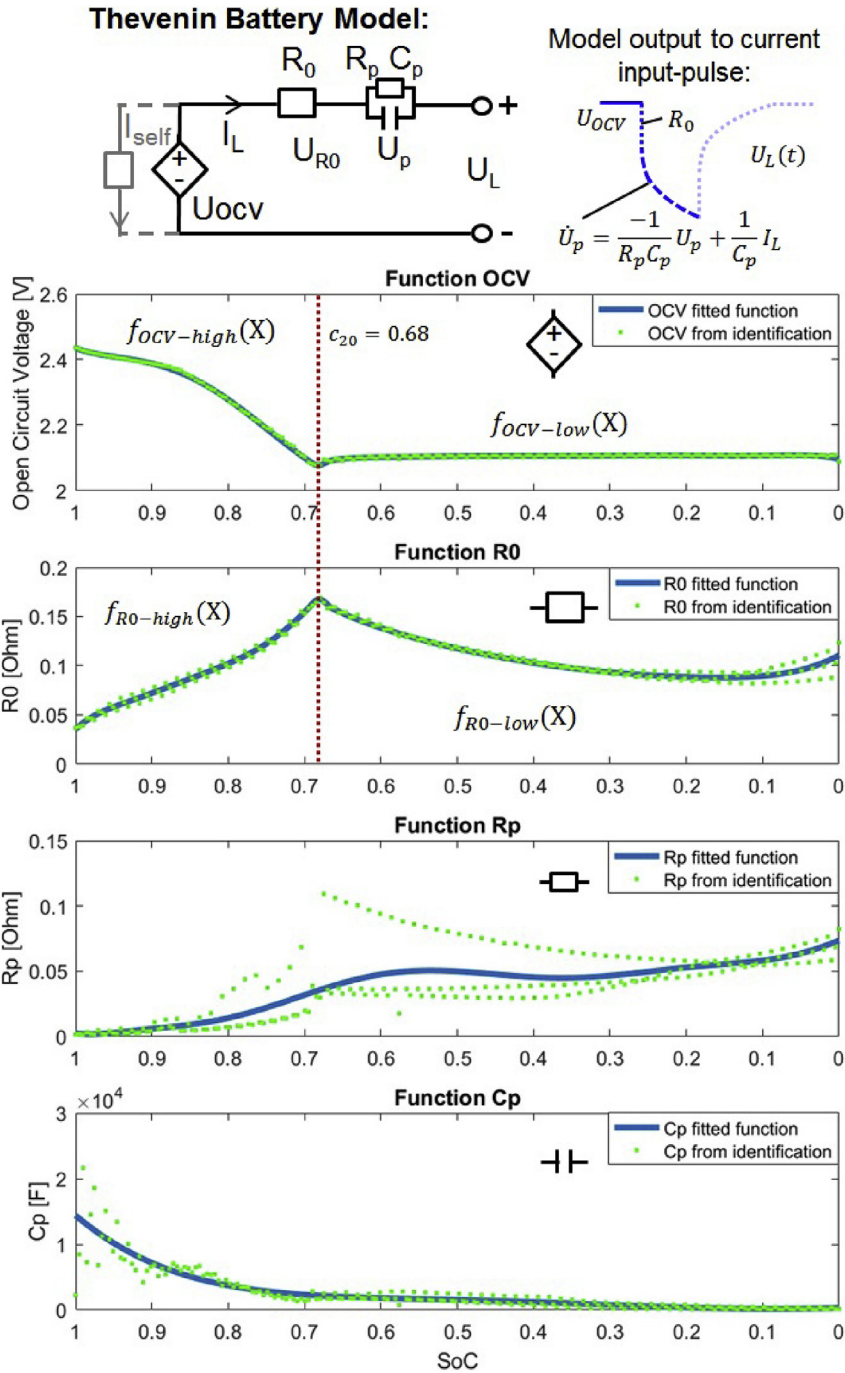 Thevenin Battery Model:
R0
Rp Cp
Iself
IL
UR0
Up
UL
Uocv
+
-
+
-
Model output to current
input-pulse:
UOCV
R0
UL(t)
U̇p = -1/(RpCp) Up + 1/Cp IL
Function OCV
Open Circuit Voltage [V]
2.6
2.4
2.2
2
fOCV−high(X)
c20 = 0.68
fOCV−low(X)
+
-
OCV fitted function
OCV from identification
1 0.9 0.8 0.7 0.6 0.5 0.4 0.3 0.2 0.1 0
Function R0
R0 [Ohm]
0.2
0.15
0.1
0.05
0
fR0−high(X)
fR0−low(X)
R0 fitted function
R0 from identification
1 0.9 0.8 0.7 0.6 0.5 0.4 0.3 0.2 0.1 0
Function Rp
Rp [Ohm]
0.15
0.1
0.05
0
Rp fitted function
Rp from identification
1 0.9 0.8 0.7 0.6 0.5 0.4 0.3 0.2 0.1 0
Function Cp
×10^4
Cp [F]
3
2
1
0
Cp fitted function
Cp from identification
1 0.9 0.8 0.7 0.6 0.5 0.4 0.3 0.2 0.1 0
SoC